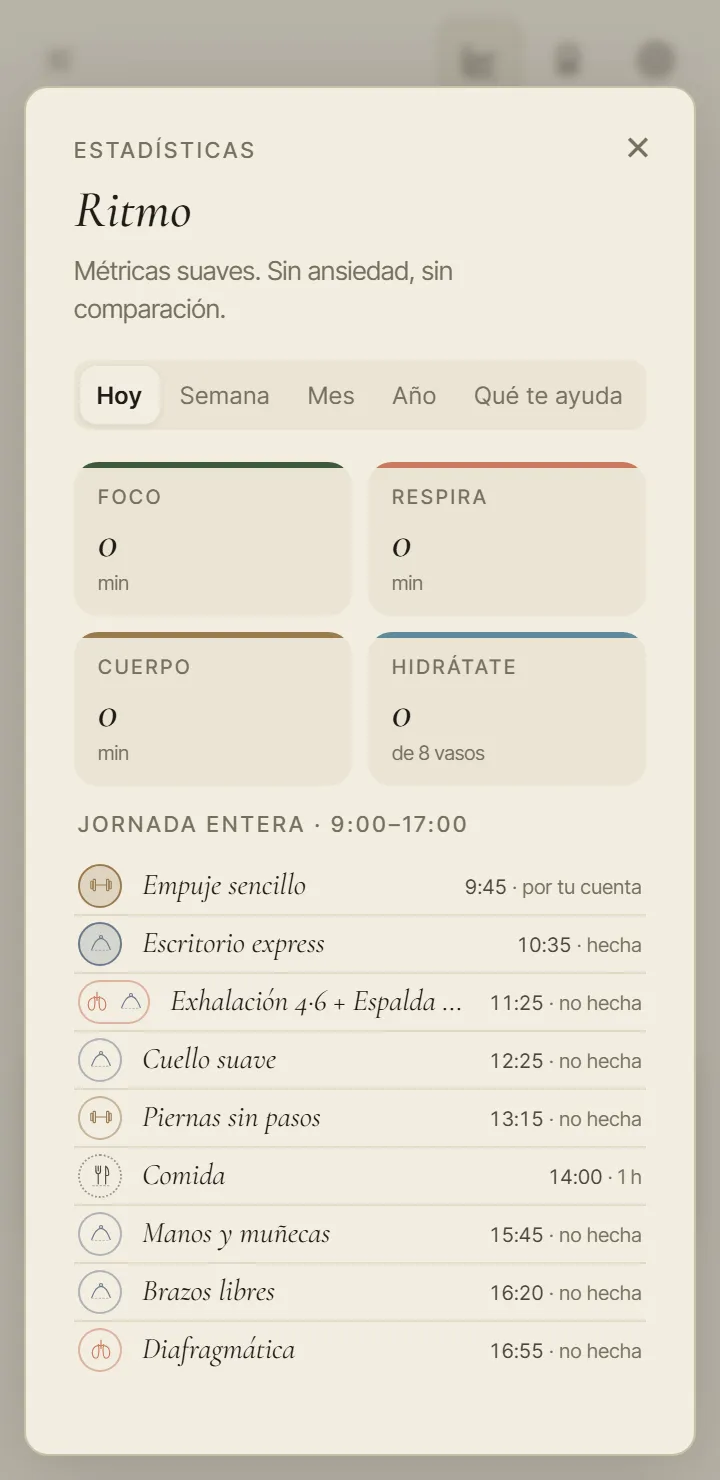 ESTADÍSTICAS
Ritmo
Métricas suaves. Sin ansiedad, sin
comparación.
Hoy Semana Mes Año Qué te ayuda
FOCO
0
min
RESPIRA
0
min
CUERPO
0
min
HIDRÁTATE
0
de 8 vasos
JORNADA ENTERA · 9:00–17:00
Empuje sencillo 9:45 · por tu cuenta
Escritorio express 10:35 · hecha
Exhalación 4·6 + Espalda ... 11:25 · no hecha
Cuello suave 12:25 · no hecha
Piernas sin pasos 13:15 · no hecha
Comida 14:00 · 1 h
Manos y muñecas 15:45 · no hecha
Brazos libres 16:20 · no hecha
Diafragmática 16:55 · no hecha